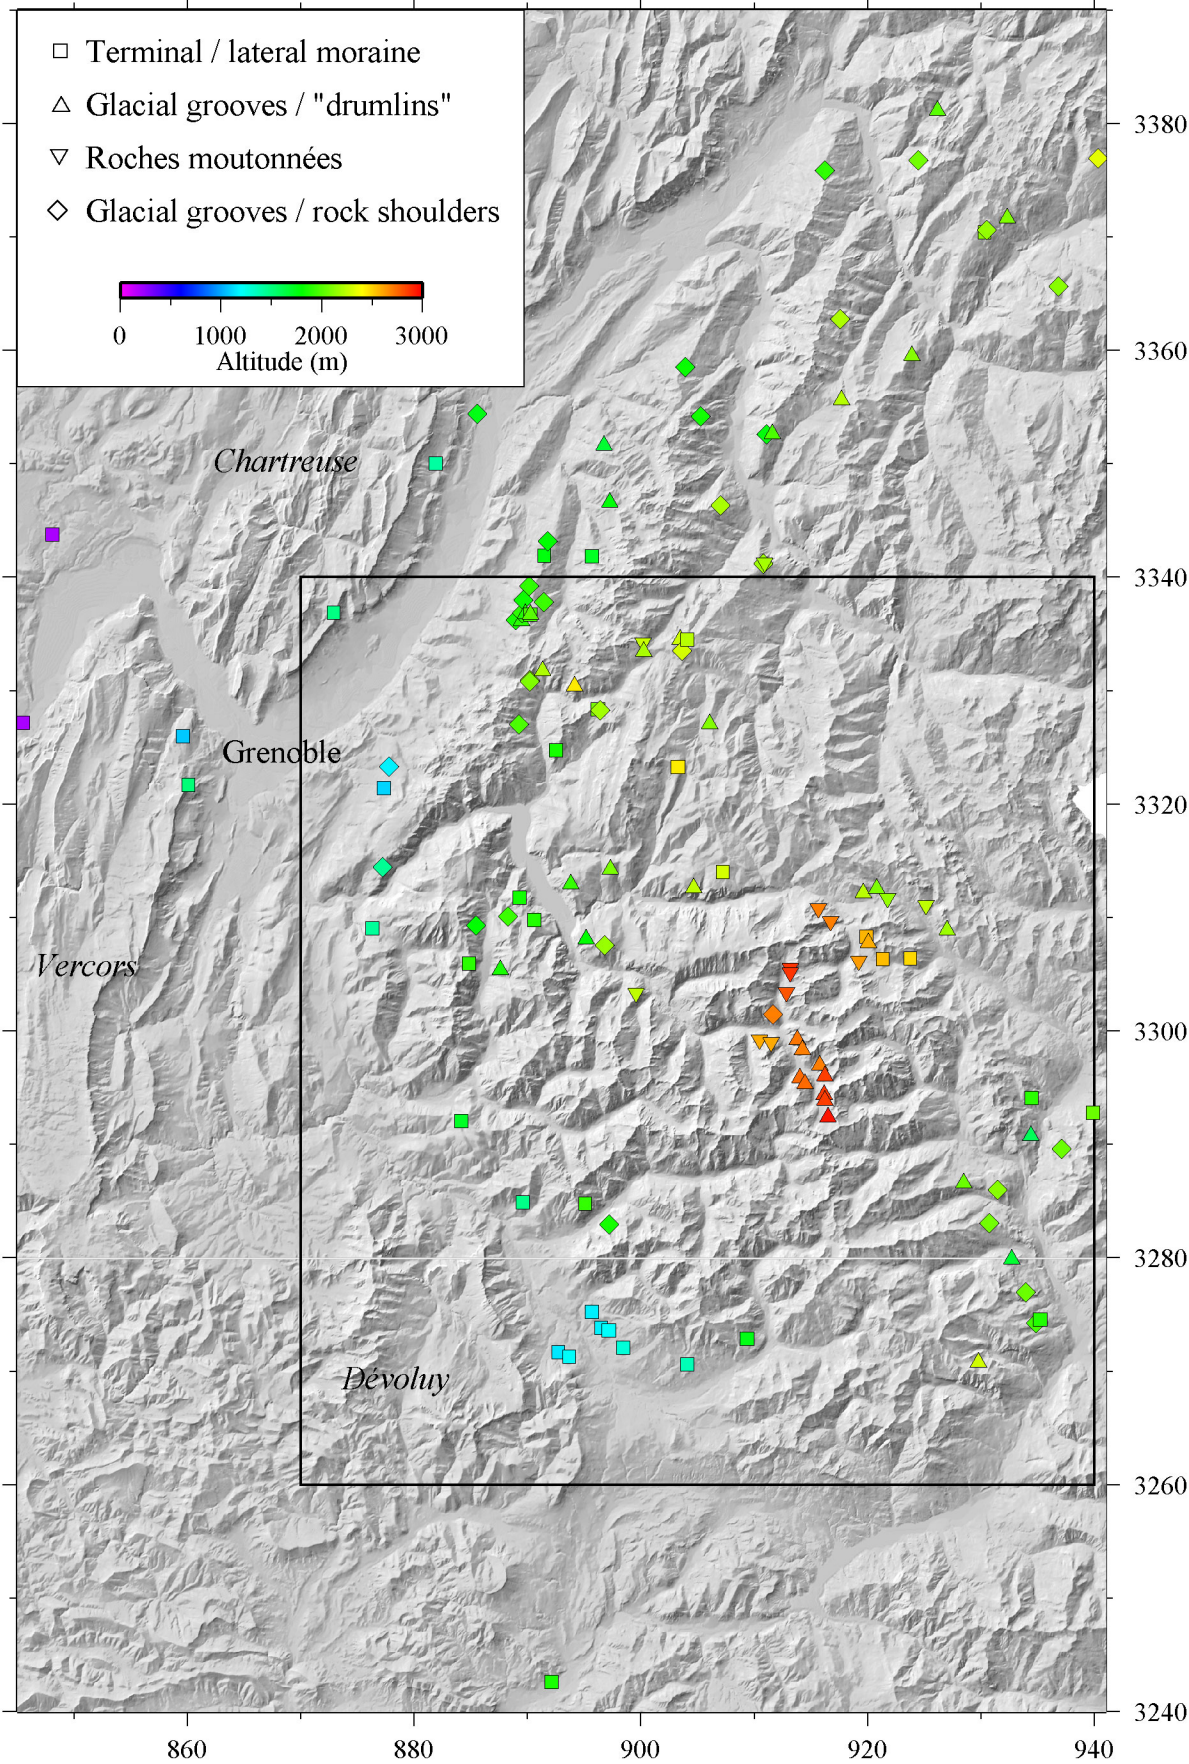 Terminal / lateral moraine
Glacial grooves / "drumlins"
Roches moutonnées
Glacial grooves / rock shoulders
0 1000 2000 3000
Altitude (m)
3380
3360
Chartreuse
3340
Grenoble
3320
Vercors
3300
3280
Dévoluy
3260
3240
860 880 900 920 940